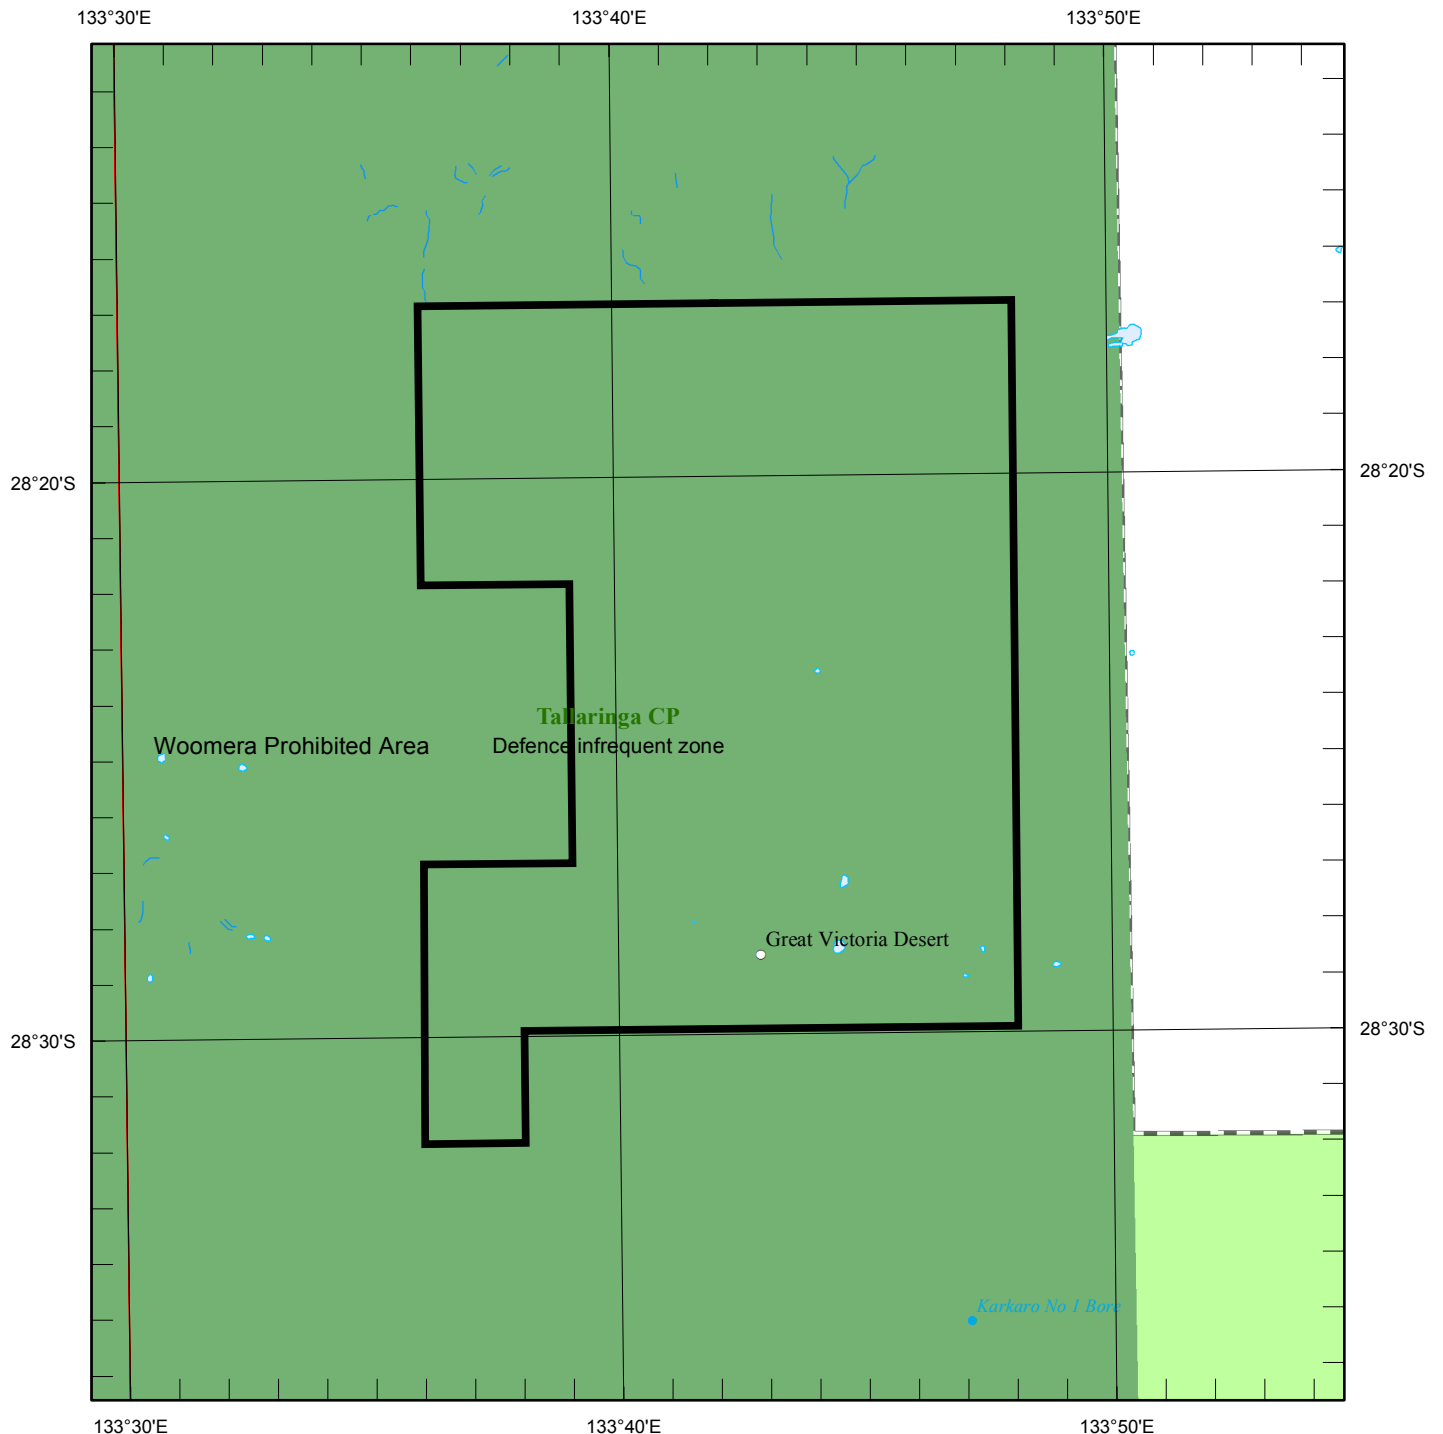 133°30'E 133°40'E 133°50'E
28°20'S 28°20'S
Tallaringa CP
Woomera Prohibited Area Defence infrequent zone
Great Victoria Desert
28°30'S 28°30'S
Karkaro No 1 Bore
133°30'E 133°40'E 133°50'E